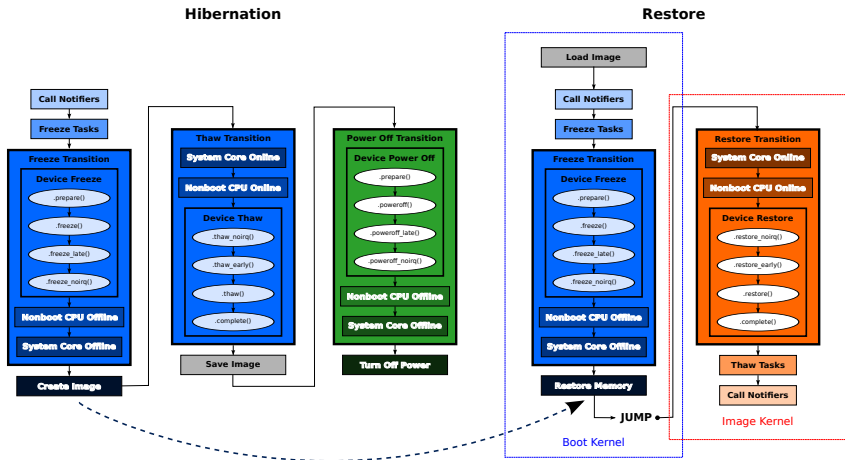 Hibernation
Call Notifiers
Freeze Tasks
Freeze Transition
Device Freeze
.prepare()
.freeze()
.freeze_late()
.freeze_noirq()
Nonboot CPU Offline
System Core Offline
Create Image
Thaw Transition
System Core Online
Nonboot CPU Online
Device Thaw
.thaw_noirq()
.thaw_early()
.thaw()
.complete()
Save Image
Power Off Transition
Device Power Off
.prepare()
.poweroff()
.poweroff_late()
.poweroff_noirq()
Nonboot CPU Offline
System Core Offline
Turn Off Power
Restore
Load Image
Call Notifiers
Freeze Tasks
Freeze Transition
Device Freeze
.prepare()
.freeze()
.freeze_late()
.freeze_noirq()
Nonboot CPU Offline
System Core Offline
Restore Memory
JUMP
Boot Kernel
Restore Transition
System Core Online
Nonboot CPU Online
Device Restore
.restore_noirq()
.restore_early()
.restore()
.complete()
Thaw Tasks
Call Notifiers
Image Kernel